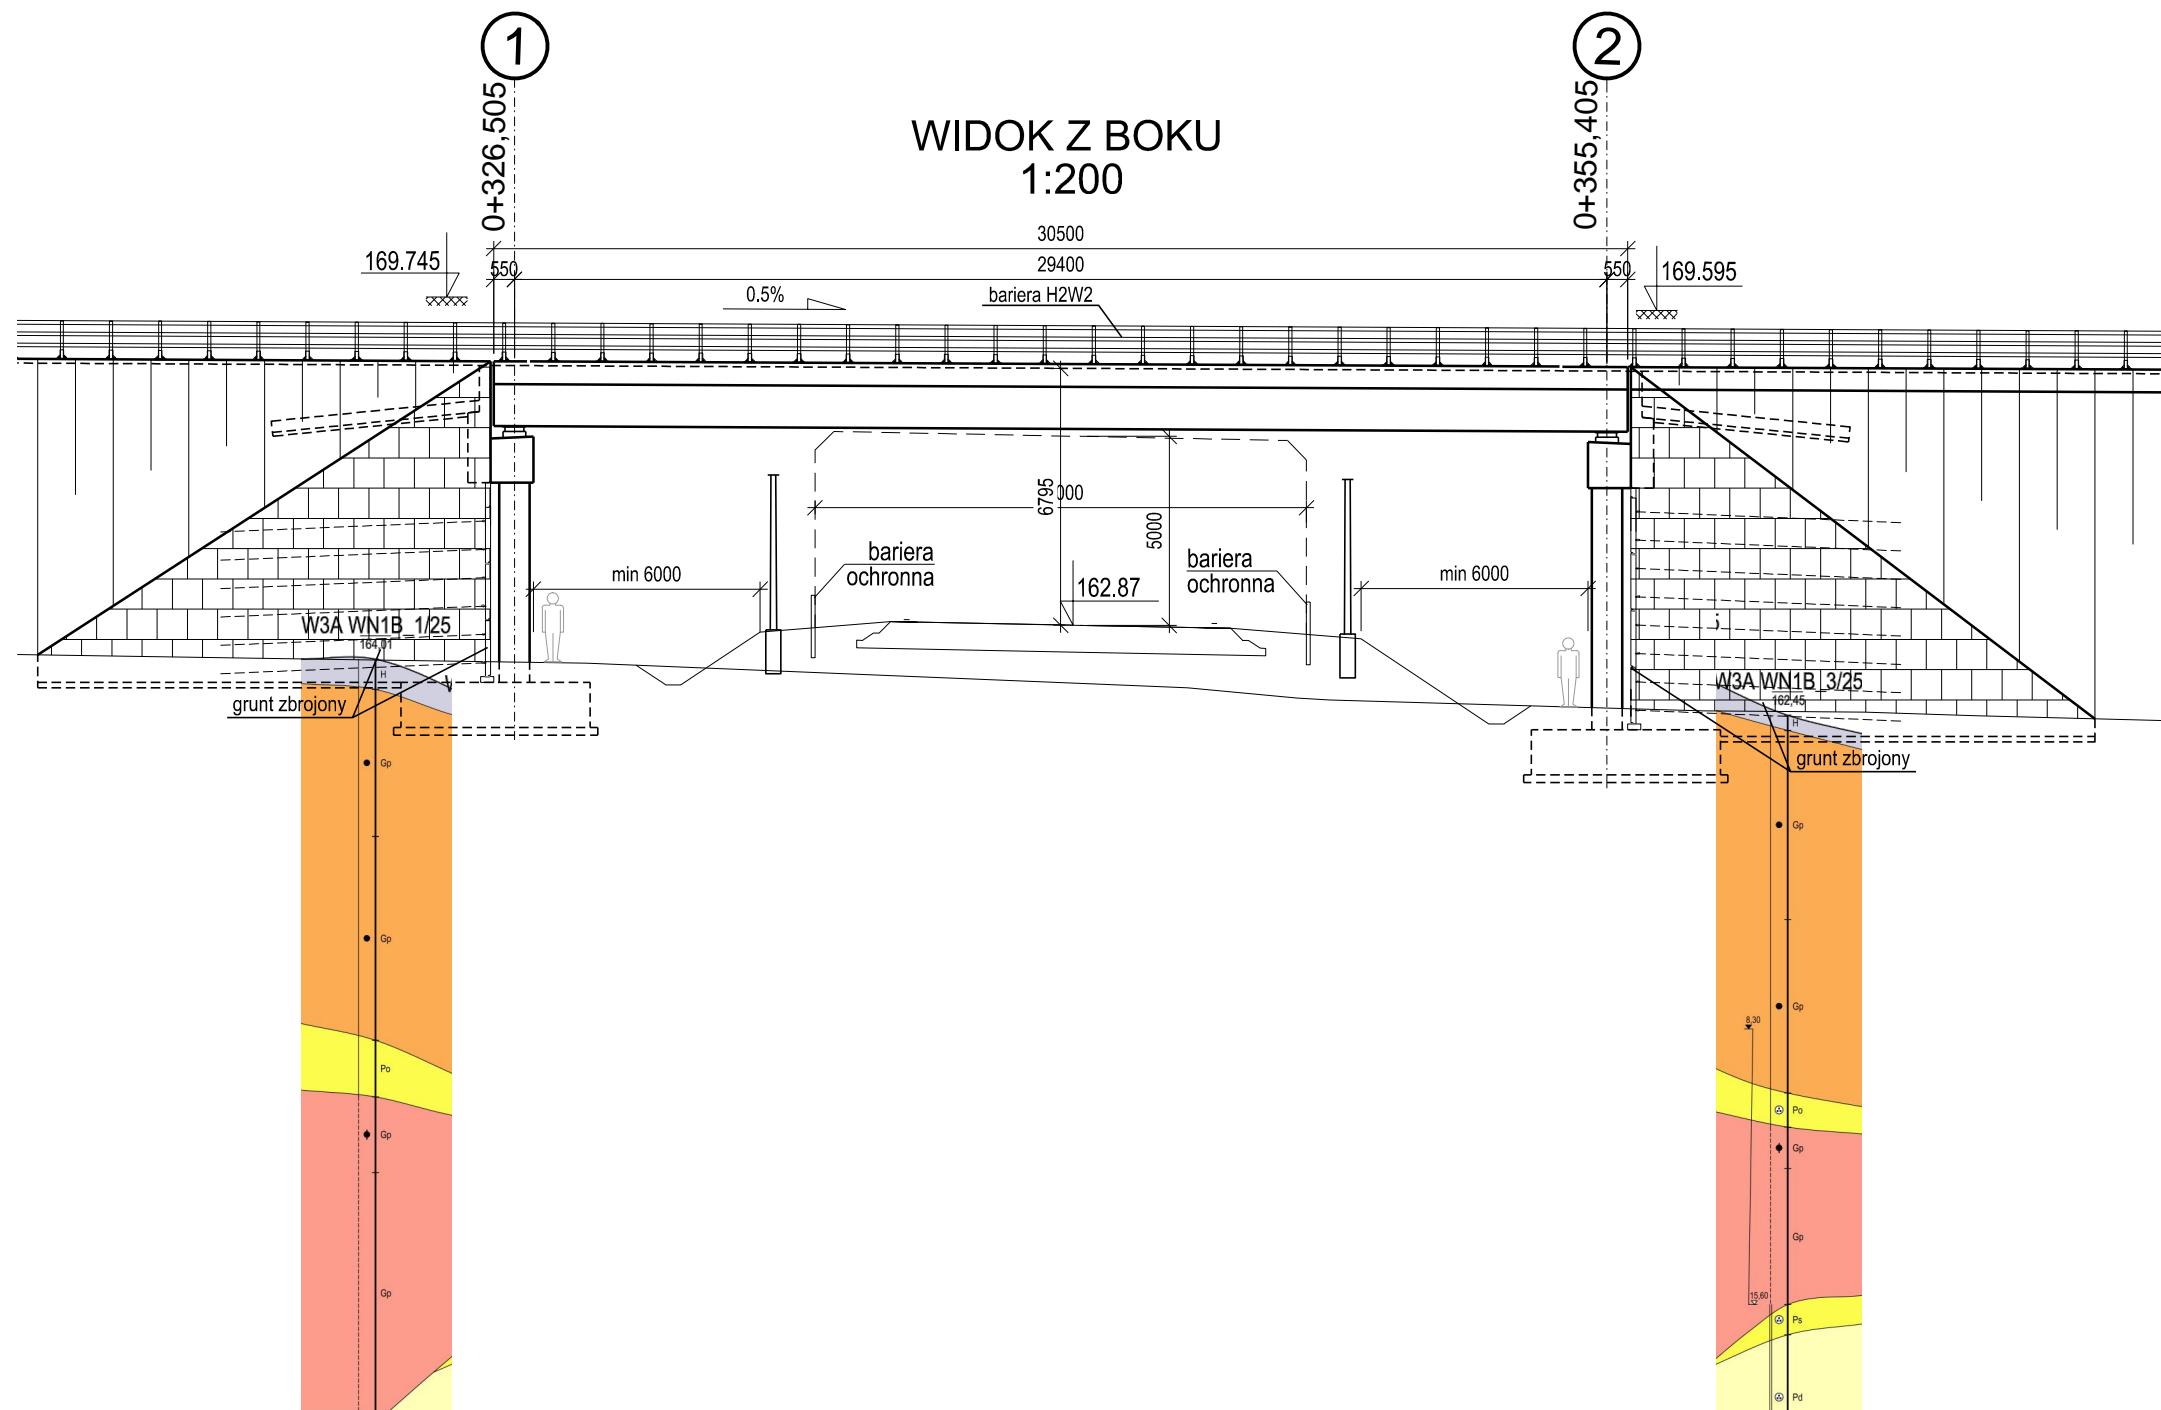 1
2
0+326,505
0+355,405
WIDOK Z BOKU
1:200
30500
169.745
550
29400
550
169.595
0.5%
bariera H2W2
6795
5000
bariera
ochronna
bariera
ochronna
min 6000
min 6000
162.87
W3A WN1B_1/25
164,01
H
grunt zbrojony
W3A WN1B_3/25
162,45
H
grunt zbrojony
Gp
Gp
Gp
Gp
8,30
Po
Po
Gp
Gp
Gp
Gp
15,60
Ps
Pd